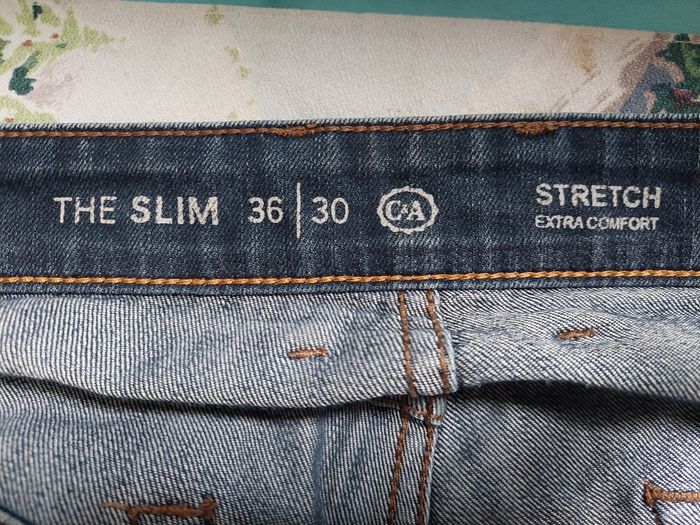 THE SLIM 36 | 30 C&A STRETCH
EXTRA COMFORT